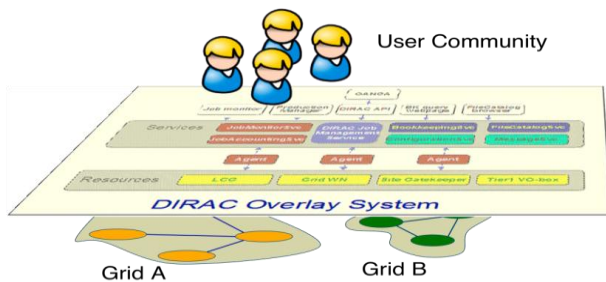 User Community
GANGA
Job monitor
Production Manager
DIRAC API
BK query webpage
FileCatalog browser
Services
JobMonitorSvc
JobAccountingSvc
DIRAC Job Management Service
BookkeepingSvc
ConfigurationSvc
FileCatalogSvc
Agent
Agent
Agent
Resources
LCG
Grid WN
Site Gatekeeper
Tier1 VO-box
DIRAC Overlay System
Grid A
Grid B